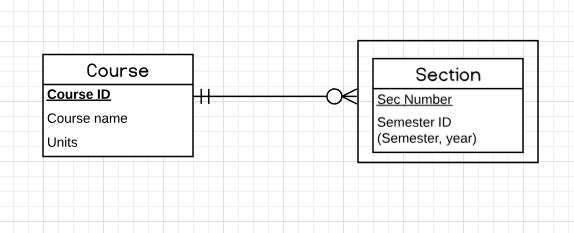 Course
Course ID
Course name
Units
Section
Sec Number
Semester ID
(Semester, year)